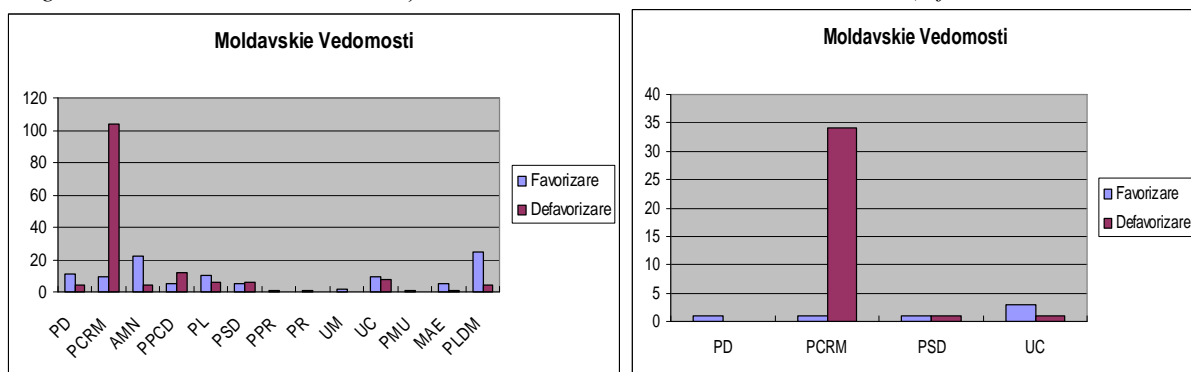 Moldavskie Vedomosti
120
100
80
60
40
20
0
PD
PCRM
AMN
PPCD
PL
PSD
PPR
PR
UM
UC
PMU
MAE
PLDM
Favorizare
Defavorizare
Moldavskie Vedomosti
40
35
30
25
20
15
10
5
0
PD PCRM PSD UC
Favorizare
Defavorizare